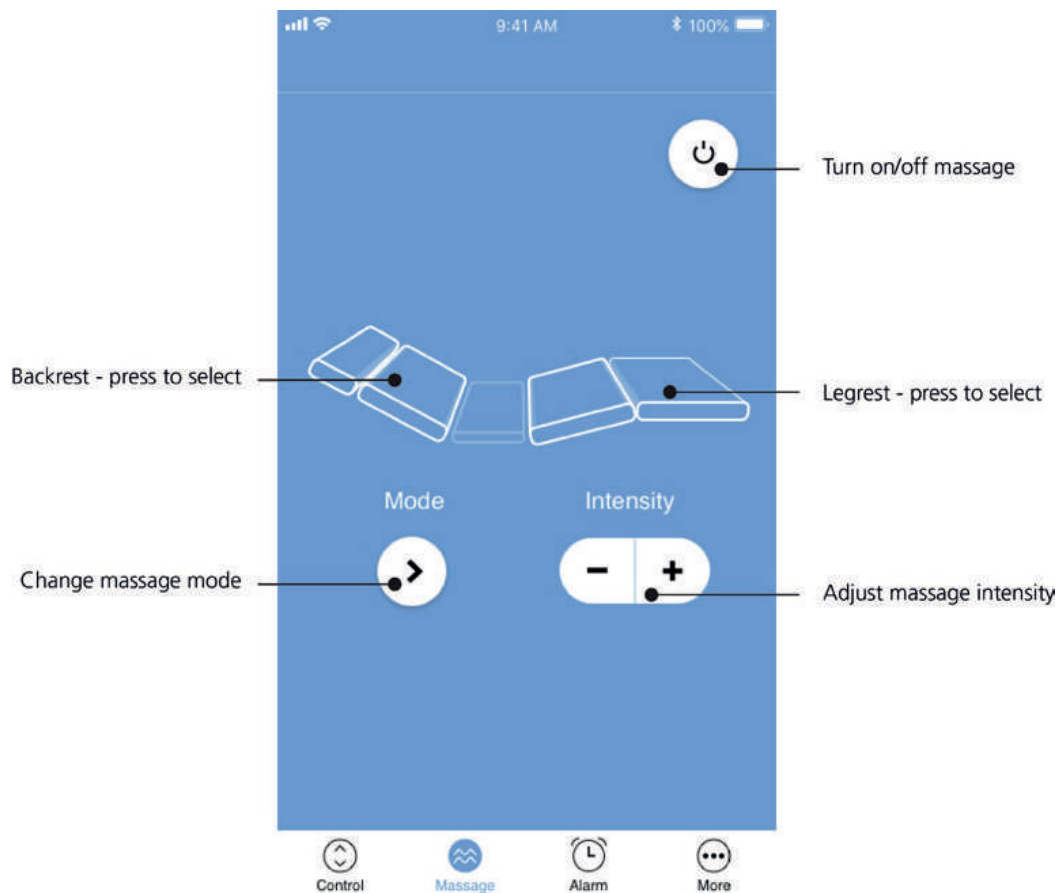 9:41 AM
100%
Turn on/off massage
Backrest - press to select
Legrest - press to select
Mode
Intensity
Change massage mode
Adjust massage intensity
Control
Massage
Alarm
More